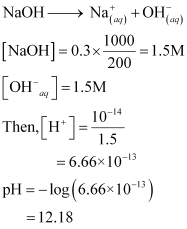 NaOH ⟶ Na⁺₍aq₎ + OH⁻₍aq₎
[NaOH] = 0.3 × 1000/200 = 1.5M
[OH⁻aq] = 1.5M
Then, [H⁺] = 10⁻¹⁴/1.5
= 6.66×10⁻¹³
pH = −log(6.66×10⁻¹³)
= 12.18